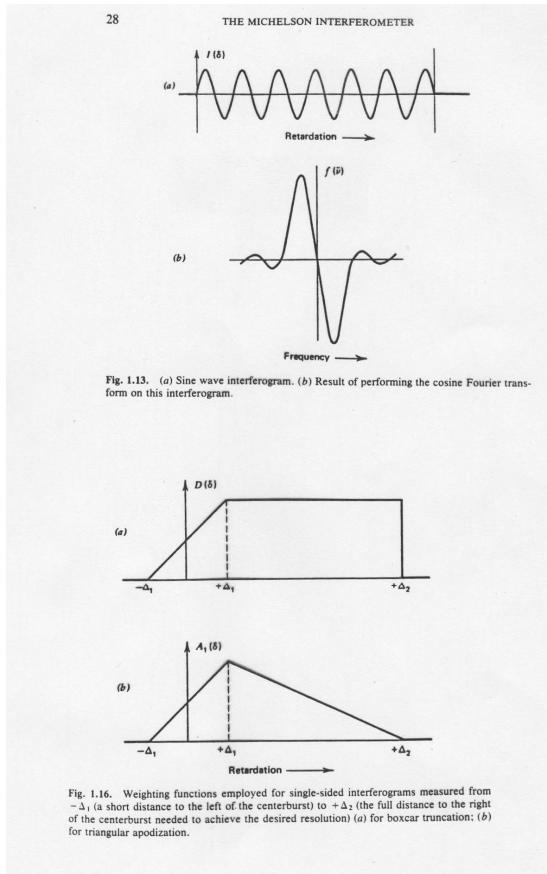 28
THE MICHELSON INTERFEROMETER
I (δ)
(a)
Retardation
f (ν̄)
(b)
Frequency
Fig. 1.13. (a) Sine wave interferogram. (b) Result of performing the cosine Fourier trans-
form on this interferogram.
D (δ)
(a)
−Δ₁
+Δ₁
+Δ₂
A₁ (δ)
(b)
−Δ₁
+Δ₁
+Δ₂
Retardation
Fig. 1.16. Weighting functions employed for single-sided interferograms measured from
−Δ₁ (a short distance to the left of the centerburst) to +Δ₂ (the full distance to the right
of the centerburst needed to achieve the desired resolution) (a) for boxcar truncation; (b)
for triangular apodization.